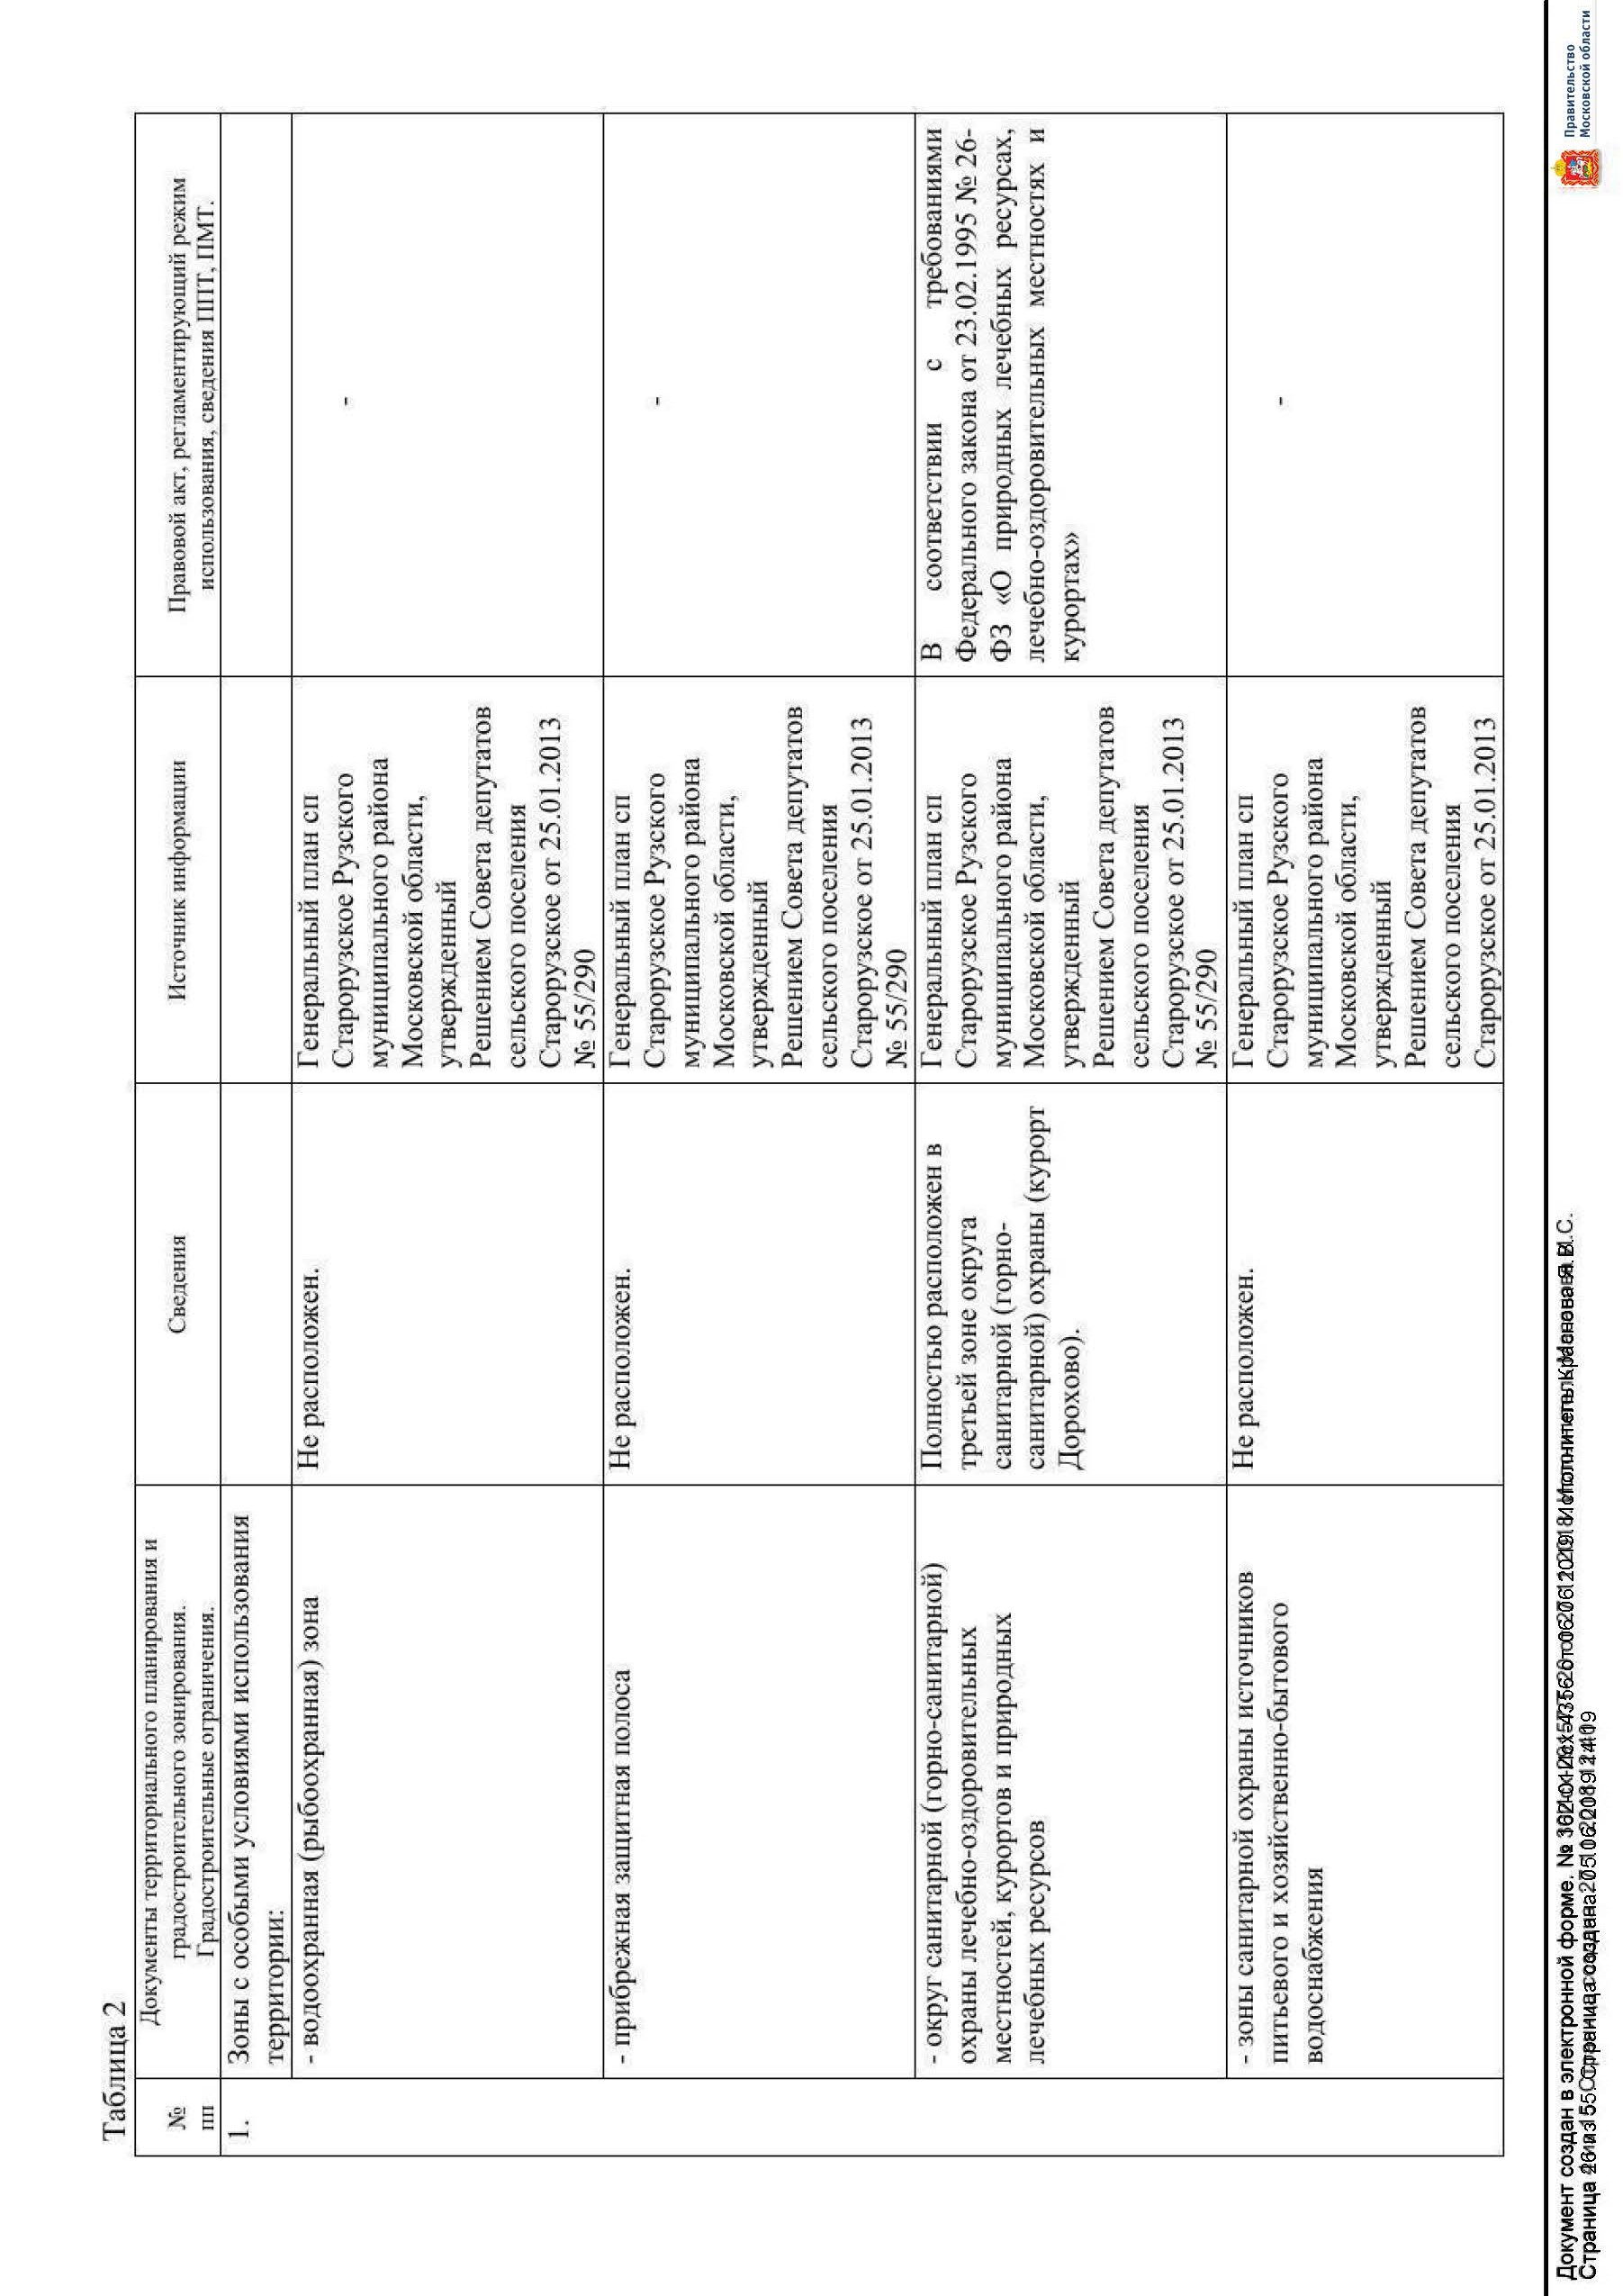 Таблица 2
№
пп
Документы территориального планирования и
градостроительного зонирования.
Градостроительные ограничения.
Сведения
Источник информации
Правовой акт, регламентирующий режим
использования, сведения ППТ, ПМТ.
1.
Зоны с особыми условиями использования
территории:
- водоохранная (рыбоохранная) зона
Не расположен.
Генеральный план сп
Старорузское Рузского
муниципального района
Московской области,
утвержденный
Решением Совета депутатов
сельского поселения
Старорузское от 25.01.2013
№ 55/290
-
- прибрежная защитная полоса
Не расположен.
Генеральный план сп
Старорузское Рузского
муниципального района
Московской области,
утвержденный
Решением Совета депутатов
сельского поселения
Старорузское от 25.01.2013
№ 55/290
-
- округ санитарной (горно-санитарной)
охраны лечебно-оздоровительных
местностей, курортов и природных
лечебных ресурсов
Полностью расположен в
третьей зоне округа
санитарной (горно-
санитарной) охраны (курорт
Дорохово).
Генеральный план сп
Старорузское Рузского
муниципального района
Московской области,
утвержденный
Решением Совета депутатов
сельского поселения
Старорузское от 25.01.2013
№ 55/290
В соответствии с требованиями
Федерального закона от 23.02.1995 № 26-
ФЗ «О природных лечебных ресурсах,
лечебно-оздоровительных местностях и
курортах»
- зоны санитарной охраны источников
питьевого и хозяйственно-бытового
водоснабжения
Не расположен.
Генеральный план сп
Старорузское Рузского
муниципального района
Московской области,
утвержденный
Решением Совета депутатов
сельского поселения
Старорузское от 25.01.2013
-
Документ создан в электронной форме. №
Страница
Правительство
Московской области